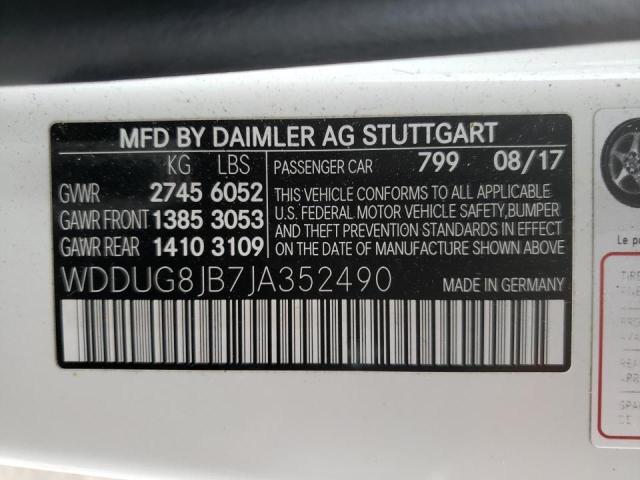 MFD BY DAIMLER AG STUTTGART
KG LBS
GVWR 2745 6052
GAWR FRONT 1385 3053
GAWR REAR 1410 3109
PASSENGER CAR 799 08/17
THIS VEHICLE CONFORMS TO ALL APPLICABLE
U.S. FEDERAL MOTOR VEHICLE SAFETY,BUMPER
AND THEFT PREVENTION STANDARDS IN EFFECT
ON THE DATE OF MANUFACTURE SHOWN ABOVE.
WDDUG8JB7JA352490 MADE IN GERMANY
Le